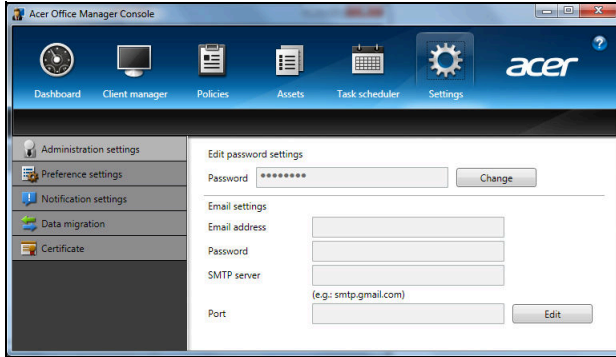 Acer Office Manager Console
Dashboard Client manager Policies Assets Task scheduler Settings acer ?
Administration settings
Preference settings
Notification settings
Data migration
Certificate
Edit password settings
Password ******** Change
Email settings
Email address
Password
SMTP server
(e.g.: smtp.gmail.com)
Port Edit